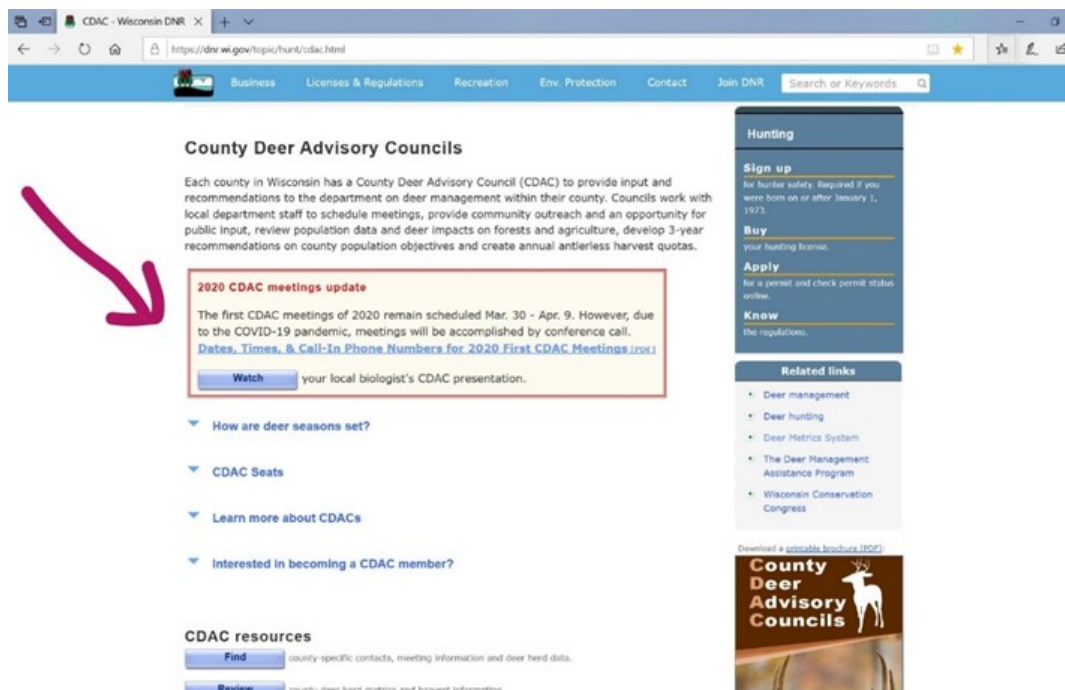 CDAC - Wisconsin DNR
https://dnr.wi.gov/topic/hunt/cdac.html
Business Licenses & Regulations Recreation Env. Protection Contact Join DNR Search or Keywords
County Deer Advisory Councils
Each county in Wisconsin has a County Deer Advisory Council (CDAC) to provide input and
recommendations to the department on deer management within their county. Councils work with
local department staff to schedule meetings, provide community outreach and an opportunity for
public input, review population data and deer impacts on forests and agriculture, develop 3-year
recommendations on county population objectives and create annual antlerless harvest quotas.
2020 CDAC meetings update
The first CDAC meetings of 2020 remain scheduled Mar. 30 - Apr. 9. However, due
to the COVID-19 pandemic, meetings will be accomplished by conference call.
Dates, Times, & Call-In Phone Numbers for 2020 First CDAC Meetings [PDF]
Watch your local biologist's CDAC presentation.
How are deer seasons set?
CDAC Seats
Learn more about CDACs
Interested in becoming a CDAC member?
CDAC resources
Find county-specific contacts, meeting information and deer herd data.
Review county deer herd metrics and harvest information
Hunting
Sign up
for hunter safety. Required if you
were born on or after January 1,
1973.
Buy
your hunting license.
Apply
for a permit and check permit status
online.
Know
the regulations.
Related links
Deer management
Deer hunting
Deer Metrics System
The Deer Management
Assistance Program
Wisconsin Conservation
Congress
Download a printable brochure [PDF]:
County
Deer
Advisory
Councils